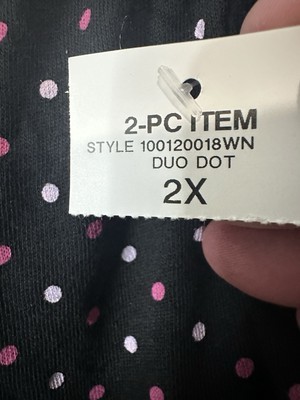 2-PC ITEM
STYLE 100120018WN
DUO DOT
2X